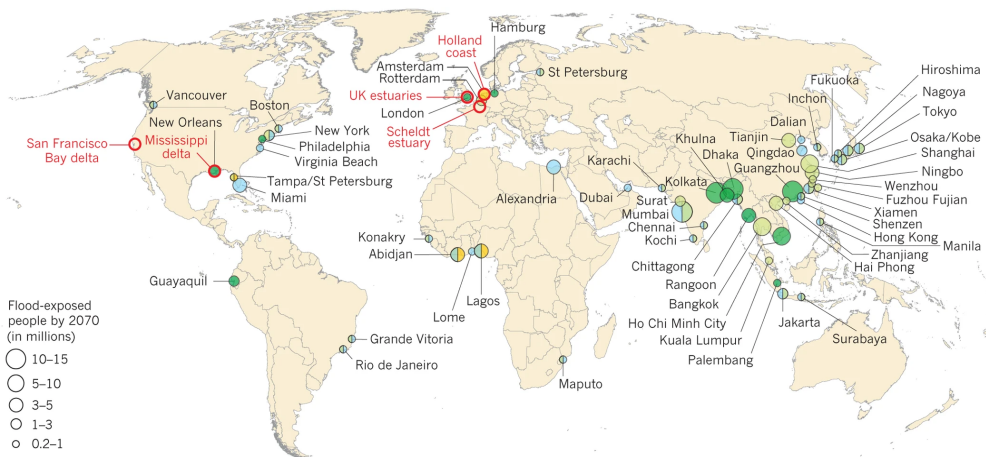 Hamburg
Holland
coast
Amsterdam
Rotterdam
St Petersburg
UK estuaries
London
Scheldt
estuary
Vancouver
Boston
New Orleans
New York
San Francisco
Bay delta
Mississippi
delta
Philadelphia
Virginia Beach
Tampa/St Petersburg
Miami
Fukuoka
Hiroshima
Inchon
Nagoya
Dalian
Tokyo
Tianjin
Khulna
Qingdao
Osaka/Kobe
Dhaka
Karachi
Shanghai
Guangzhou
Kolkata
Ningbo
Alexandria
Dubai
Surat
Wenzhou
Fuzhou Fujian
Mumbai
Xiamen
Chennai
Shenzen
Kochi
Hong Kong
Manila
Konakry
Abidjan
Chittagong
Zhanjiang
Hai Phong
Rangoon
Guayaquil
Lome
Lagos
Bangkok
Ho Chi Minh City
Jakarta
Kuala Lumpur
Surabaya
Palembang
Grande Vitoria
Rio de Janeiro
Maputo
Flood-exposed
people by 2070
(in millions)
10–15
5–10
3–5
1–3
0.2–1